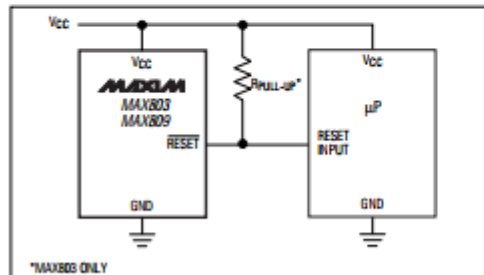 VCC
VCC
MAXIM
MAX803
MAX809
RESET
GND
RPULL-UP*
VCC
µP
RESET
INPUT
GND
*MAX803 ONLY